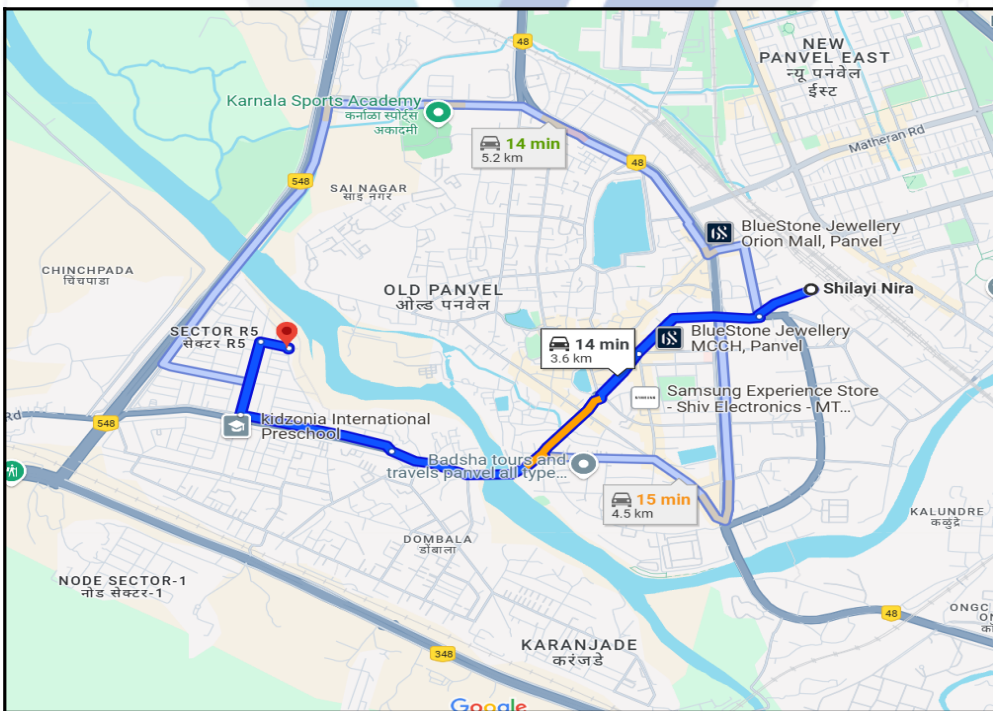 48
NEW
PANVEL EAST
न्यू पनवेल
ईस्ट
Karnala Sports Academy
कर्नाळा स्पोर्ट्स
अकादमी
14 min
5.2 km
48
Matheran Rd
548
SAI NAGAR
साइ नगर
BlueStone Jewellery
Orion Mall, Panvel
CHINCHPADA
चिंचपाडा
OLD PANVEL
ओल्ड पनवेल
Shilayi Nira
SECTOR R5
सेक्टर R5
14 min
3.6 km
BlueStone Jewellery
MCCH, Panvel
Samsung Experience Store
- Shiv Electronics - MT...
Rd
548
kidzonia International
Preschool
Badsha tours and
travels panvel all type...
15 min
4.5 km
KALUNDRE
कळुंद्रे
DOMBALA
डोंबाला
NODE SECTOR-1
नोड सेक्टर-1
48
ONGC
KARANJADE
करंजडे
348
Google